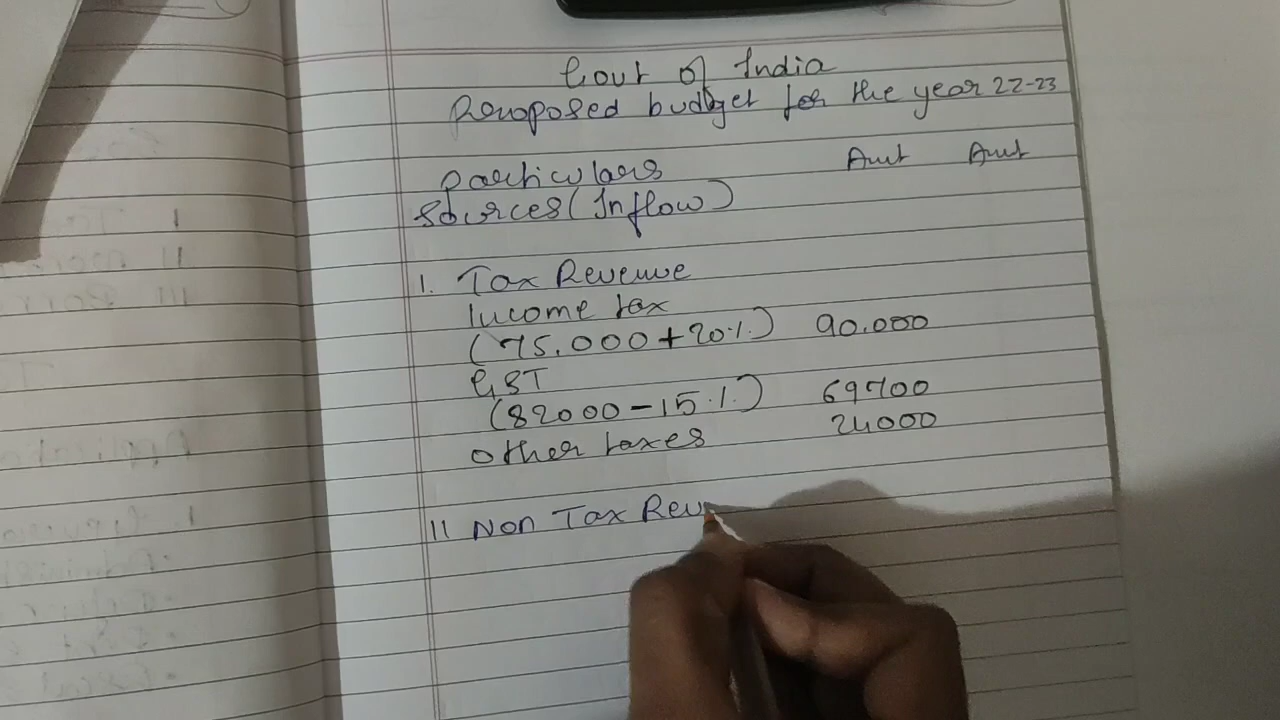 Govt of India
Proposed budget for the year 22-23
Particulars Amt Amt
Sources (Inflow)
I. Tax Revenue
Income tax
(75,000+20%) 90,000
GST
(82000-15%) 69700
Other taxes 24000
II Non Tax Rev